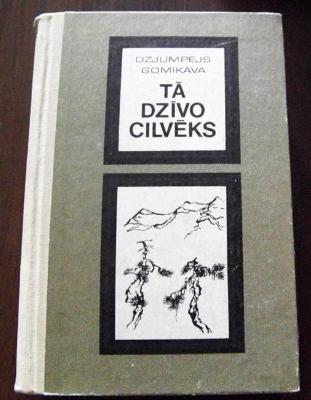 DZJUMPEJS
GOMIKAVA
TĀ
DZĪVO
CILVĒKS